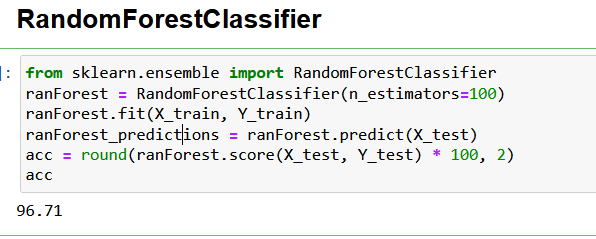 RandomForestClassifier
]: from sklearn.ensemble import RandomForestClassifier
ranForest = RandomForestClassifier(n_estimators=100)
ranForest.fit(X_train, Y_train)
ranForest_predictions = ranForest.predict(X_test)
acc = round(ranForest.score(X_test, Y_test) * 100, 2)
acc
96.71